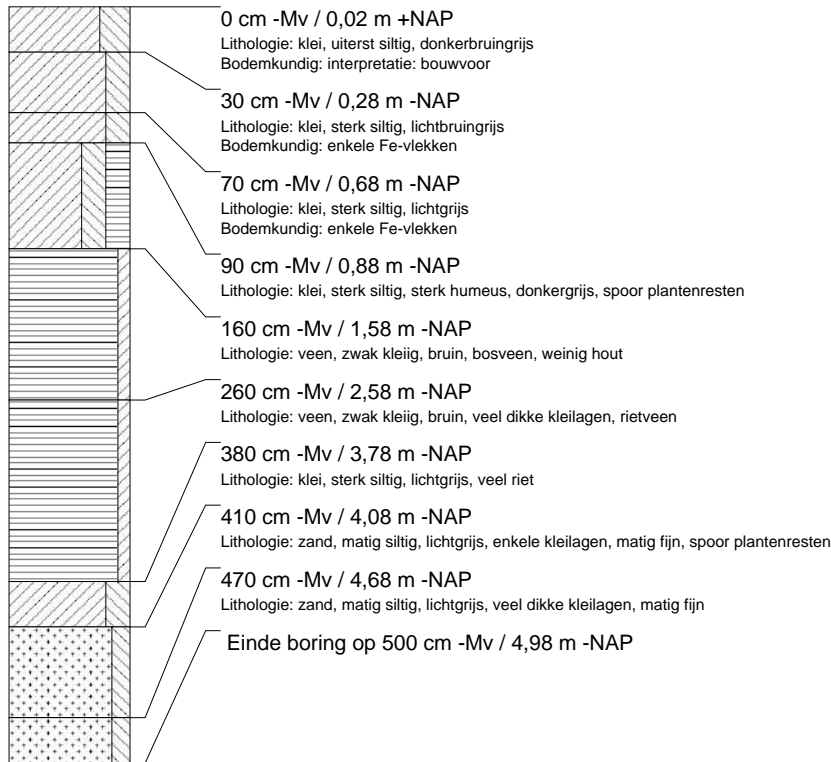 0 cm -Mv / 0,02 m +NAP
Lithologie: klei, uiterst siltig, donkerbruingrijs
Bodemkundig: interpretatie: bouwvoor
30 cm -Mv / 0,28 m -NAP
Lithologie: klei, sterk siltig, lichtbruingrijs
Bodemkundig: enkele Fe-vlekken
70 cm -Mv / 0,68 m -NAP
Lithologie: klei, sterk siltig, lichtgrijs
Bodemkundig: enkele Fe-vlekken
90 cm -Mv / 0,88 m -NAP
Lithologie: klei, sterk siltig, sterk humeus, donkergrijs, spoor plantenresten
160 cm -Mv / 1,58 m -NAP
Lithologie: veen, zwak kleiig, bruin, bosveen, weinig hout
260 cm -Mv / 2,58 m -NAP
Lithologie: veen, zwak kleiig, bruin, veel dikke kleilagen, rietveen
380 cm -Mv / 3,78 m -NAP
Lithologie: klei, sterk siltig, lichtgrijs, veel riet
410 cm -Mv / 4,08 m -NAP
Lithologie: zand, matig siltig, lichtgrijs, enkele kleilagen, matig fijn, spoor plantenresten
470 cm -Mv / 4,68 m -NAP
Lithologie: zand, matig siltig, lichtgrijs, veel dikke kleilagen, matig fijn
Einde boring op 500 cm -Mv / 4,98 m -NAP